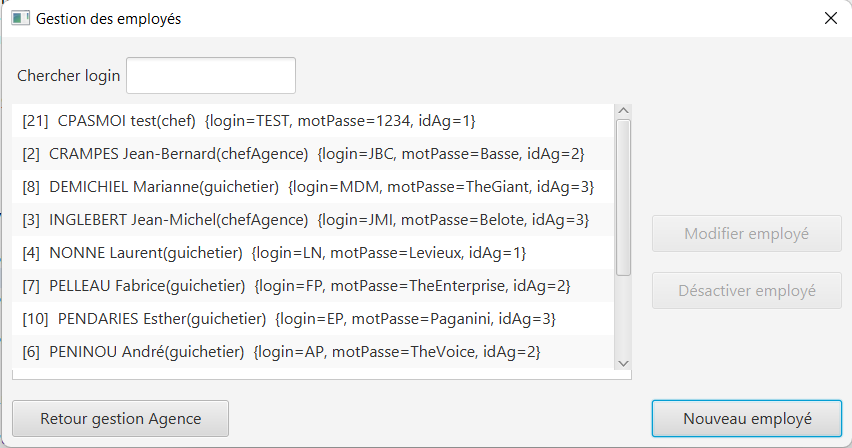 Gestion des employés
Chercher login
[21] CPASMOI test(chef) {login=TEST, motPasse=1234, idAg=1}
[2] CRAMPES Jean-Bernard(chefAgence) {login=JBC, motPasse=Basse, idAg=2}
[8] DEMICHIEL Marianne(guichetier) {login=MDM, motPasse=TheGiant, idAg=3}
[3] INGLEBERT Jean-Michel(chefAgence) {login=JMI, motPasse=Belote, idAg=3}
[4] NONNE Laurent(guichetier) {login=LN, motPasse=Levieux, idAg=1}
[7] PELLEAU Fabrice(guichetier) {login=FP, motPasse=TheEnterprise, idAg=2}
[10] PENDARIES Esther(guichetier) {login=EP, motPasse=Paganini, idAg=3}
[6] PENINOU André(guichetier) {login=AP, motPasse=TheVoice, idAg=2}
Modifier employé
Désactiver employé
Retour gestion Agence
Nouveau employé